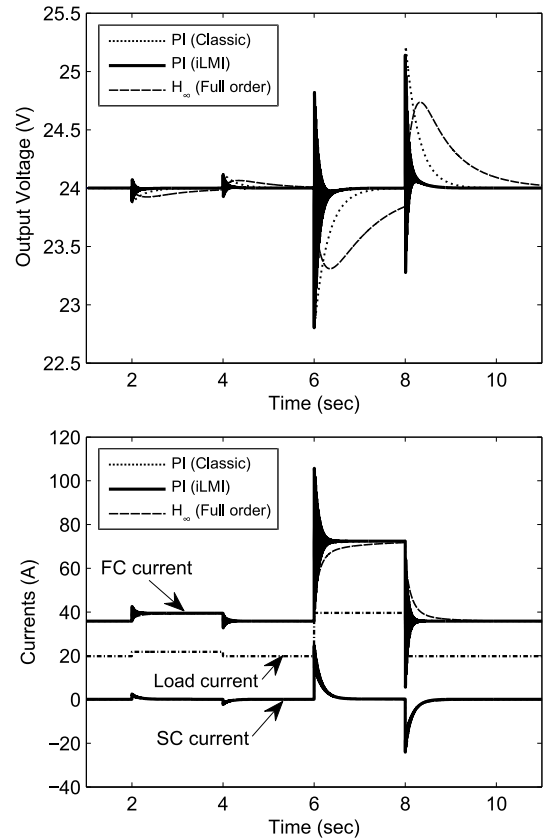 25.5
25
24.5
24
23.5
23
22.5
Output Voltage (V)
PI (Classic)
PI (iLMI)
H∞ (Full order)
2
4
6
8
10
Time (sec)
120
100
80
60
40
20
0
−20
−40
Currents (A)
PI (Classic)
PI (iLMI)
H∞ (Full order)
FC current
Load current
SC current
2
4
6
8
10
Time (sec)